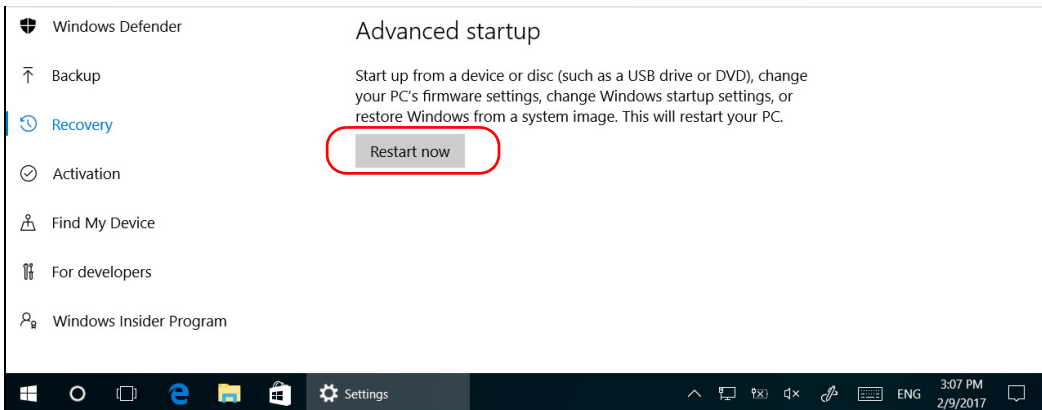 Windows Defender
Backup
Recovery
Activation
Find My Device
For developers
Windows Insider Program
Advanced startup
Start up from a device or disc (such as a USB drive or DVD), change
your PC's firmware settings, change Windows startup settings, or
restore Windows from a system image. This will restart your PC.
Restart now
Settings
ENG
3:07 PM
2/9/2017